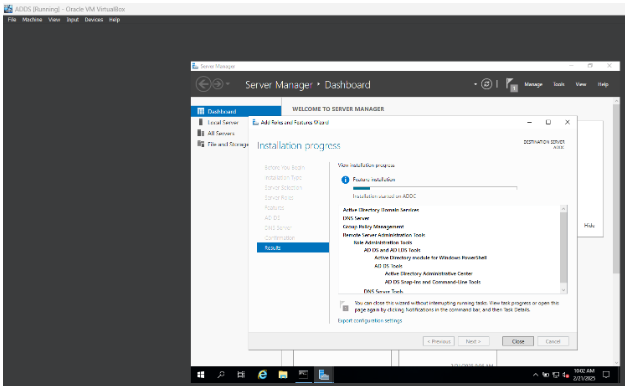 ADDS [Running] - Oracle VM VirtualBox
File Machine View Input Devices Help
Server Manager
Server Manager • Dashboard
Manage Tools View Help
Dashboard
Local Server
All Servers
File and Storage
WELCOME TO SERVER MANAGER
Add Roles and Features Wizard
Installation progress
DESTINATION SERVER
ADDC
Before You Begin
Installation Type
Server Selection
Server Roles
Features
AD DS
DNS Server
Confirmation
Results
View installation progress
Feature installation
Installation started on ADDC
Active Directory Domain Services
DNS Server
Group Policy Management
Remote Server Administration Tools
Role Administration Tools
AD DS and AD LDS Tools
Active Directory module for Windows PowerShell
AD DS Tools
Active Directory Administrative Center
AD DS Snap-Ins and Command-Line Tools
DNS Server Tools
You can close this wizard without interrupting running tasks. View task progress or open this
page again by clicking Notifications in the command bar, and then Task Details.
Export configuration settings
< Previous Next > Close Cancel
Hide
10:02 AM
2/21/2025